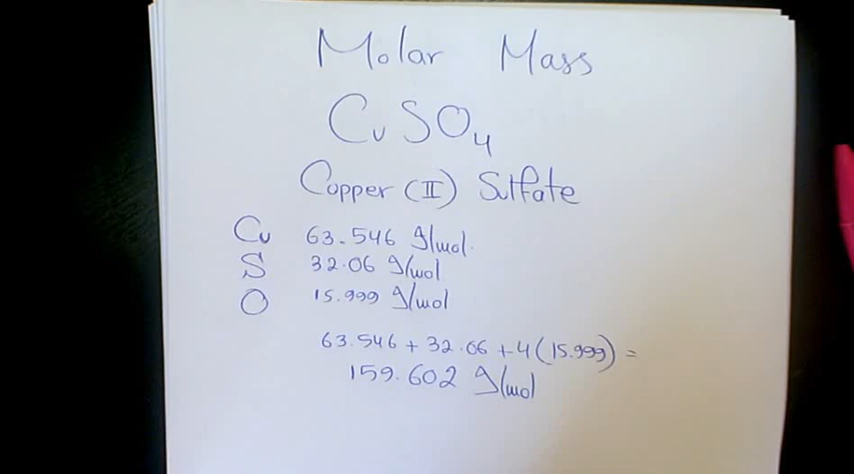 Molar Mass
CuSO4
Copper (II) Sulfate
Cu 63.546 g/mol.
S 32.06 g/mol
O 15.999 g/mol
63.546 + 32.06 + 4(15.999) =
159.602 g/mol